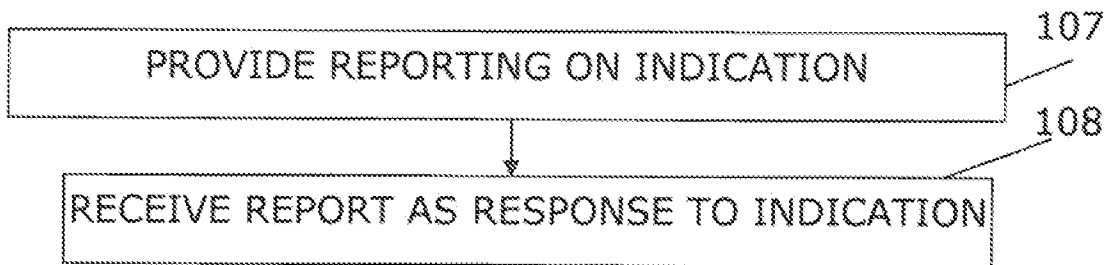 107
PROVIDE REPORTING ON INDICATION
108
RECEIVE REPORT AS RESPONSE TO INDICATION